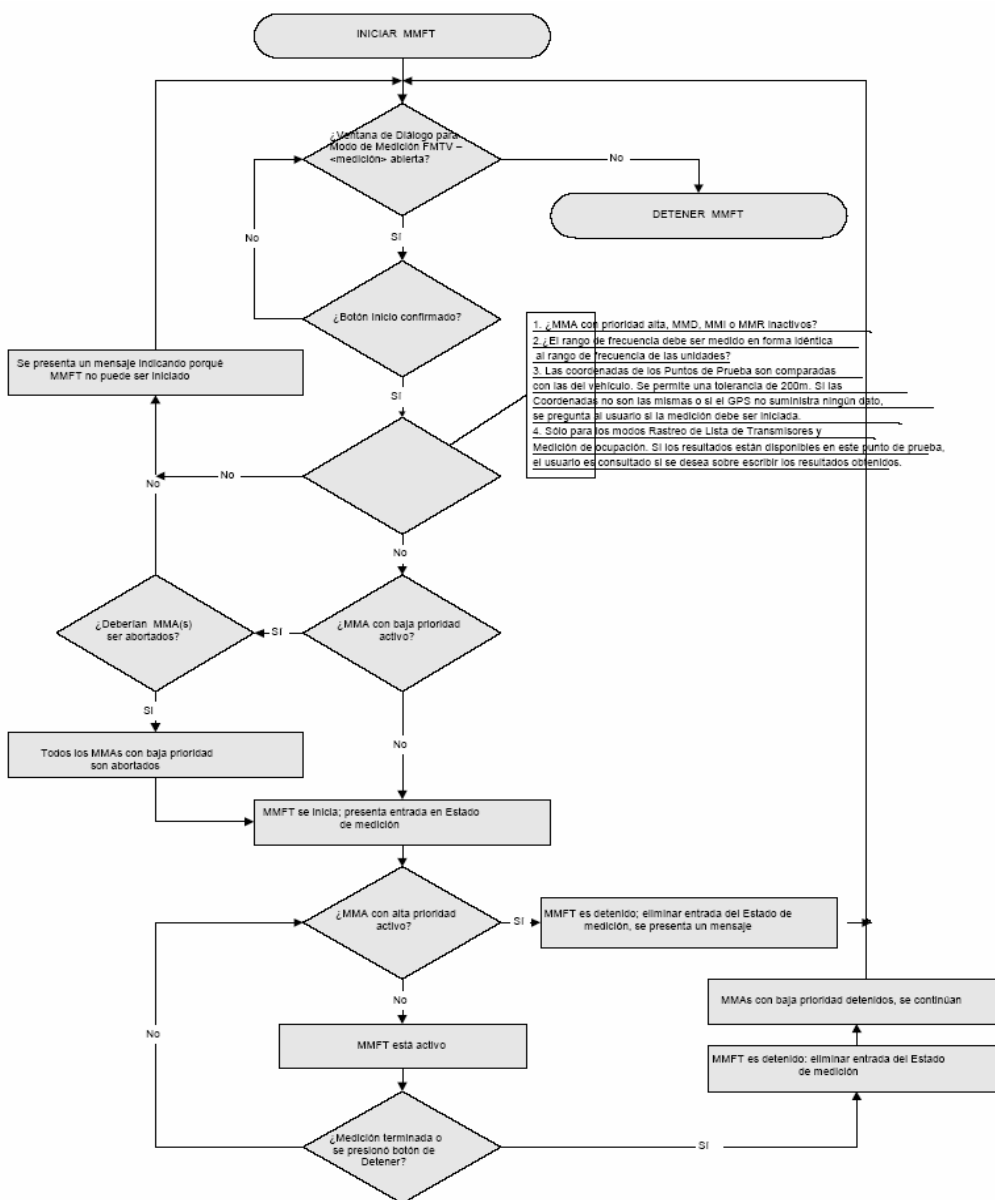 INICIAR MMFT
¿Ventana de Diálogo para
Modo de Medición FMTV –
<medición> abierta?
No
DETENER MMFT
Sí
No
¿Botón Inicio confirmado?
1. ¿MMA con prioridad alta, MMD, MMI o MMR inactivos?
2.¿El rango de frecuencia debe ser medido en forma idéntica
al rango de frecuencia de las unidades?
3. Las coordenadas de los Puntos de Prueba son comparadas
con las del vehículo. Se permite una tolerancia de 200m. Si las
Coordenadas no son las mismas o si el GPS no suministra ningún dato,
se pregunta al usuario si la medición debe ser iniciada.
4. Sólo para los modos Rastreo de Lista de Transmisores y
Medición de ocupación. Si los resultados están disponibles en este punto de prueba,
el usuario es consultado si se desea sobre escribir los resultados obtenidos.
Se presenta un mensaje indicando porqué
MMFT no puede ser iniciado
Sí
No
No
No
¿Deberían MMA(s)
ser abortados?
Sí
¿MMA con baja prioridad
activo?
Sí
No
Todos los MMAs con baja prioridad
son abortados
MMFT se inicia; presenta entrada en Estado
de medición
¿MMA con alta prioridad
activo?
Sí
MMFT es detenido; eliminar entrada del Estado de
medición, se presenta un mensaje
No
MMAs con baja prioridad detenidos, se continúan
No
MMFT está activo
MMFT es detenido: eliminar entrada del Estado
de medición
¿Medición terminada o
se presionó botón de
Detener?
Sí